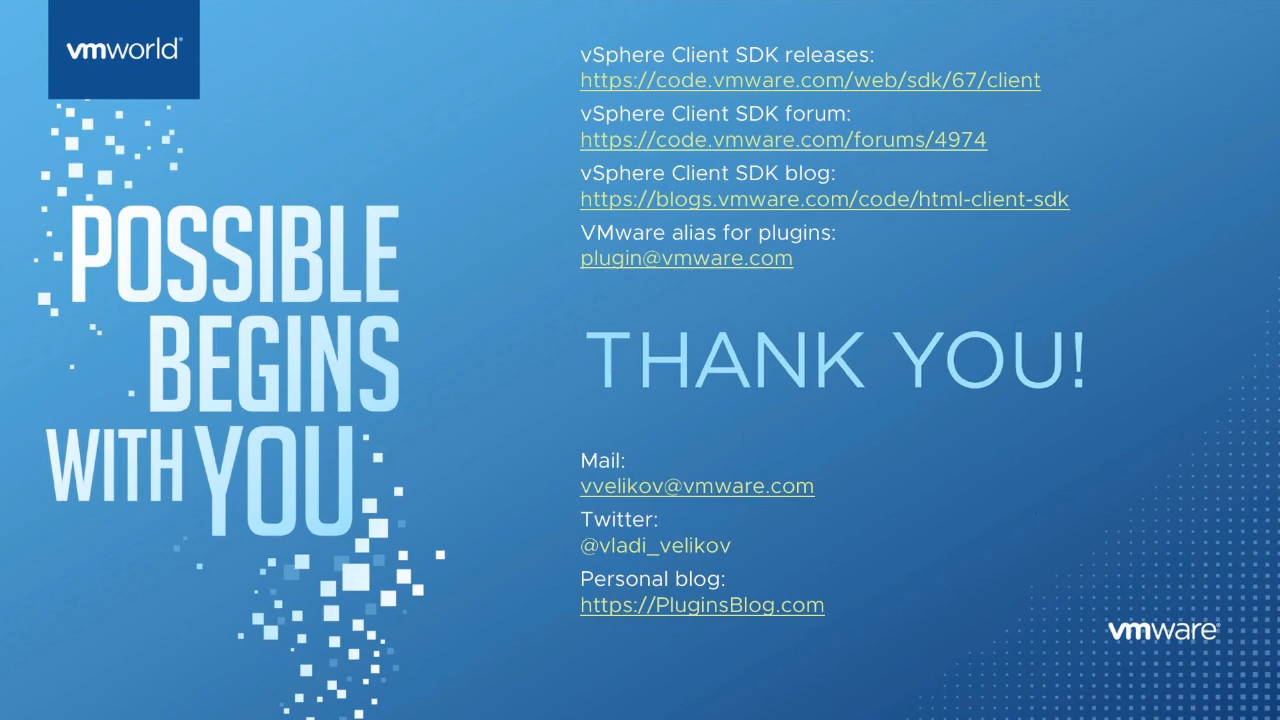 vmworld
POSSIBLE
BEGINS
WITH YOU
vSphere Client SDK releases:
https://code.vmware.com/web/sdk/67/client
vSphere Client SDK forum:
https://code.vmware.com/forums/4974
vSphere Client SDK blog:
https://blogs.vmware.com/code/html-client-sdk
VMware alias for plugins:
plugin@vmware.com
THANK YOU!
Mail:
vvelikov@vmware.com
Twitter:
@vladi_velikov
Personal blog:
https://PluginsBlog.com
vmware